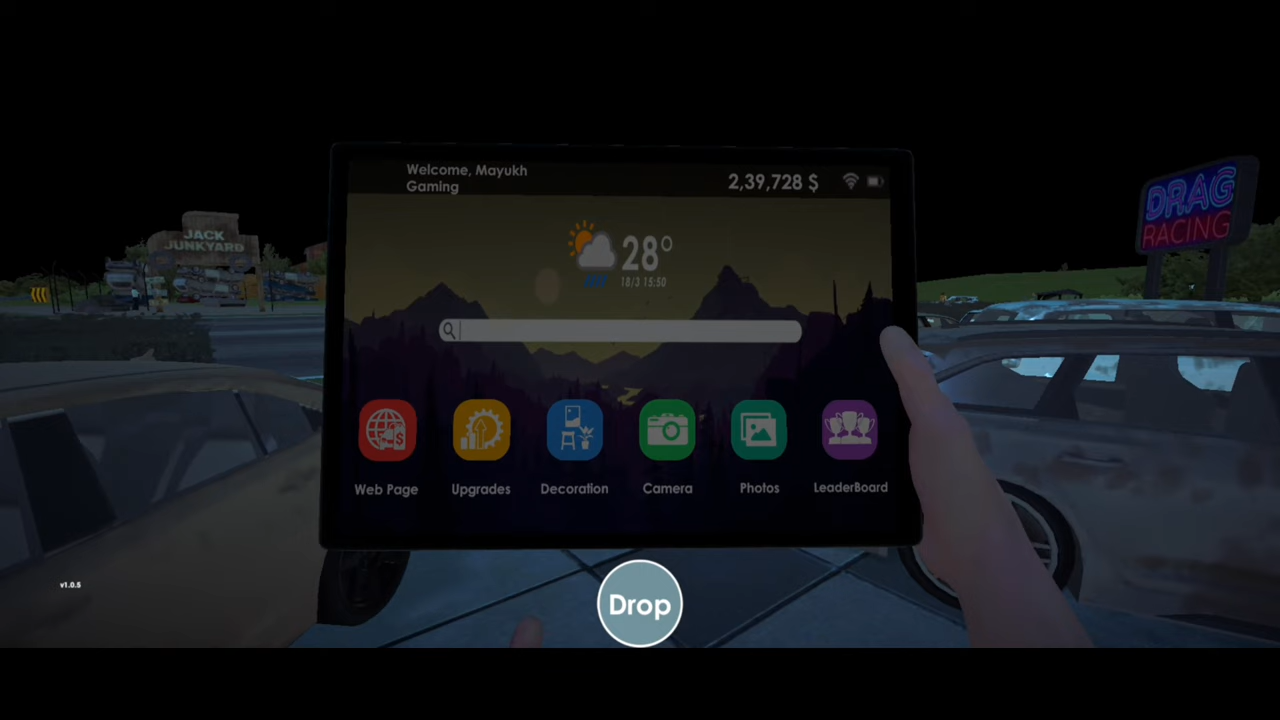 Welcome, Mayukh
Gaming
2,39,728 $
28°
18/3 15:50
JACK
JUNKYARD
DRAG
RACING
Web Page
Upgrades
Decoration
Camera
Photos
LeaderBoard
v1.0.5
Drop